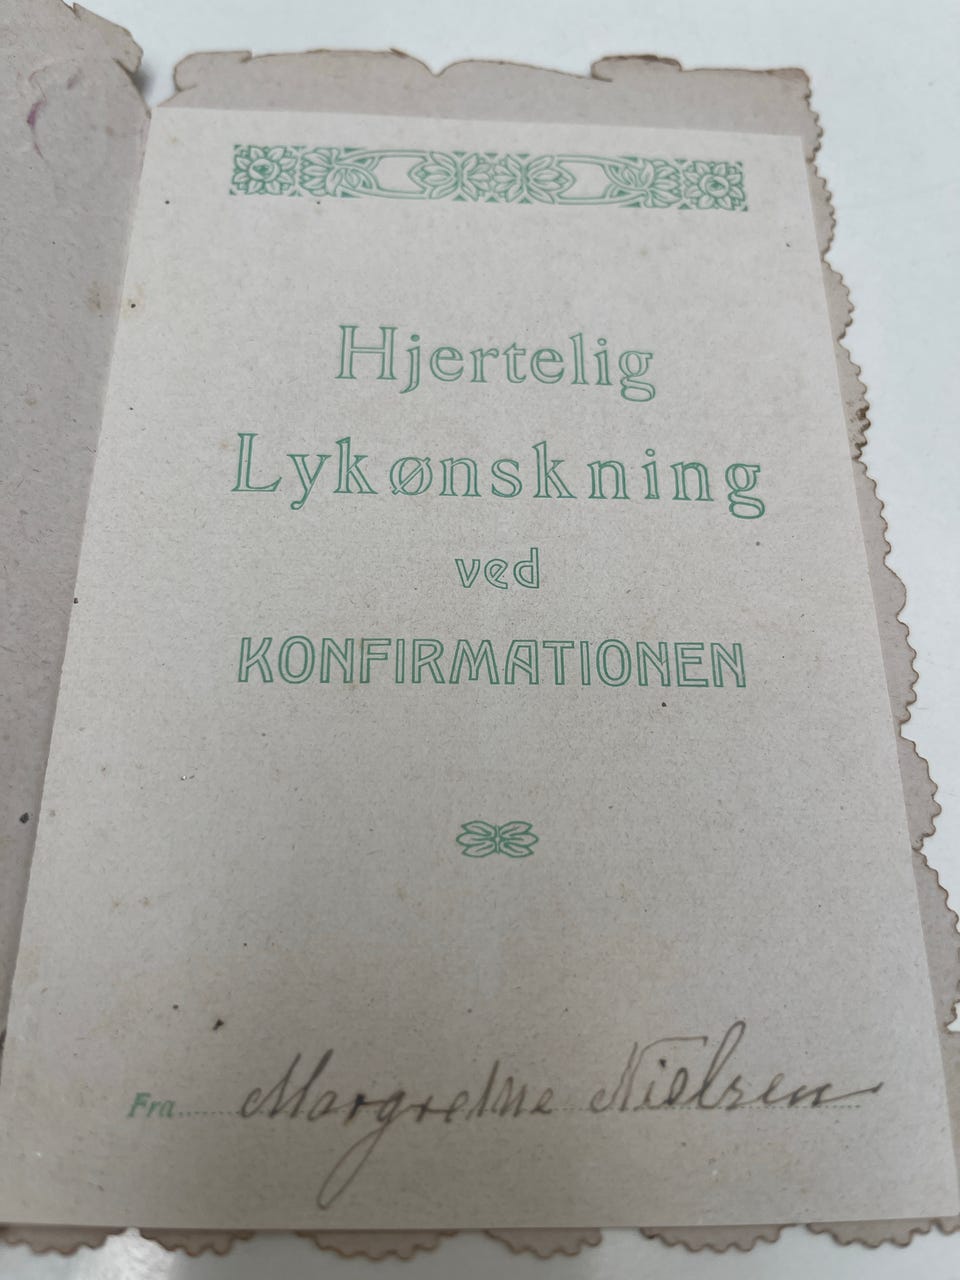 Hjertelig
Lykønskning
ved
KONFIRMATIONEN
Fra Margrethe Nielsen